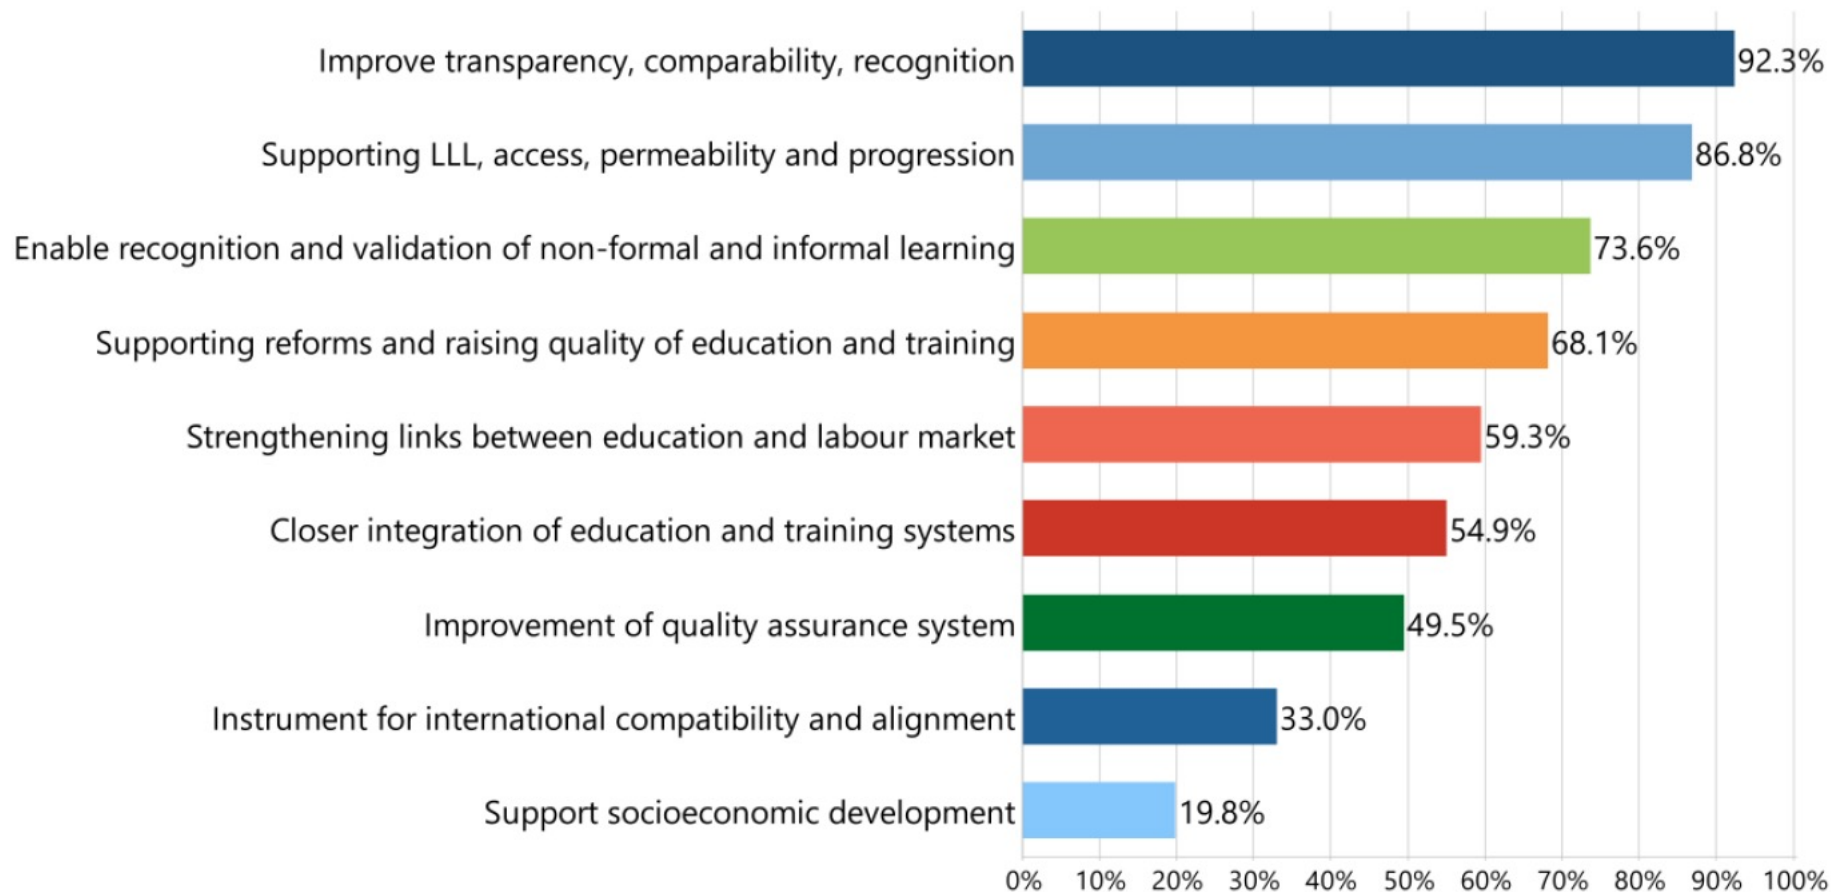 Improve transparency, comparability, recognition 92.3%
Supporting LLL, access, permeability and progression 86.8%
Enable recognition and validation of non-formal and informal learning 73.6%
Supporting reforms and raising quality of education and training 68.1%
Strengthening links between education and labour market 59.3%
Closer integration of education and training systems 54.9%
Improvement of quality assurance system 49.5%
Instrument for international compatibility and alignment 33.0%
Support socioeconomic development 19.8%
0% 10% 20% 30% 40% 50% 60% 70% 80% 90% 100%